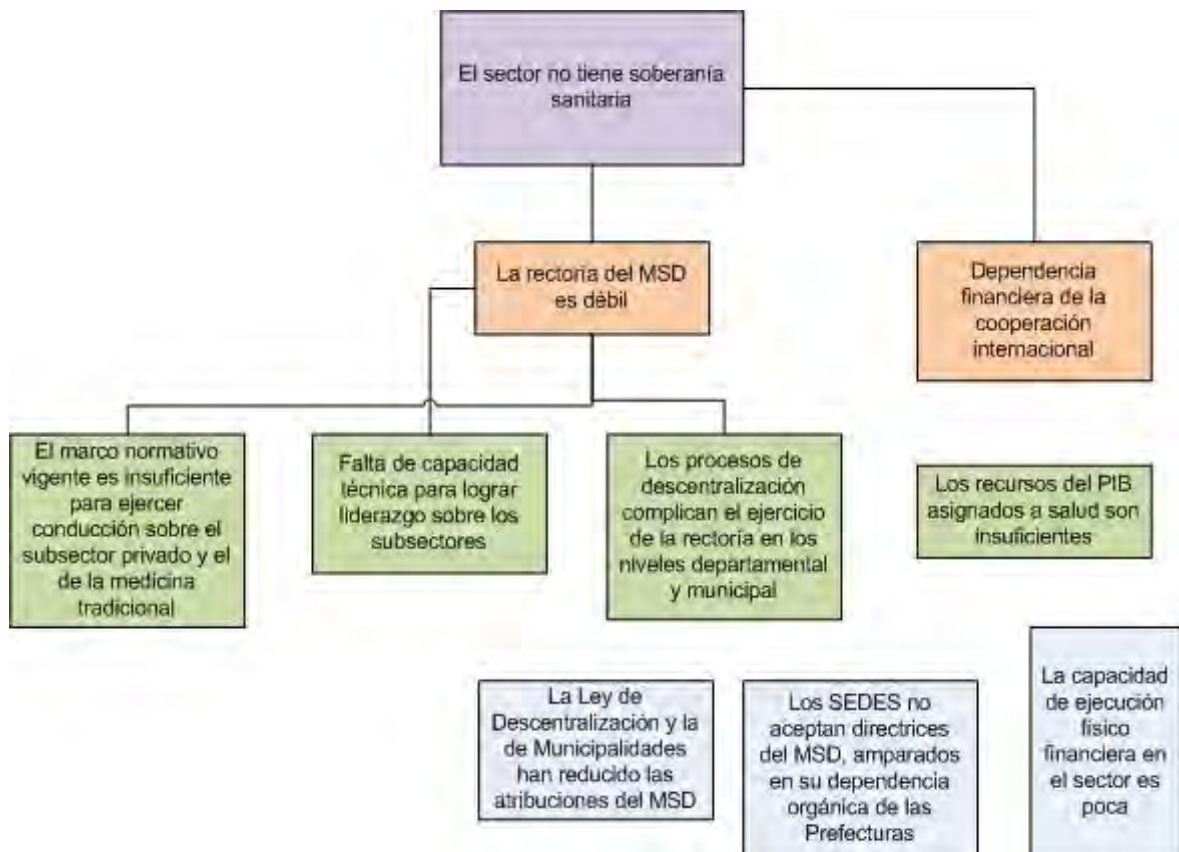 El sector no tiene soberanía
sanitaria
La rectoría del MSD
es débil
Dependencia
financiera de la
cooperación
internacional
El marco normativo
vigente es insuficiente
para ejercer
conducción sobre el
subsector privado y el
de la medicina
tradicional
Falta de capacidad
técnica para lograr
liderazgo sobre los
subsectores
Los procesos de
descentralización
complican el ejercicio
de la rectoría en los
niveles departamental
y municipal
Los recursos del PIB
asignados a salud son
insuficientes
La Ley de
Descentralización y la
de Municipalidades
han reducido las
atribuciones del MSD
Los SEDES no
aceptan directrices
del MSD, amparados
en su dependencia
orgánica de las
Prefecturas
La capacidad
de ejecución
físico
financiera en
el sector es
poca